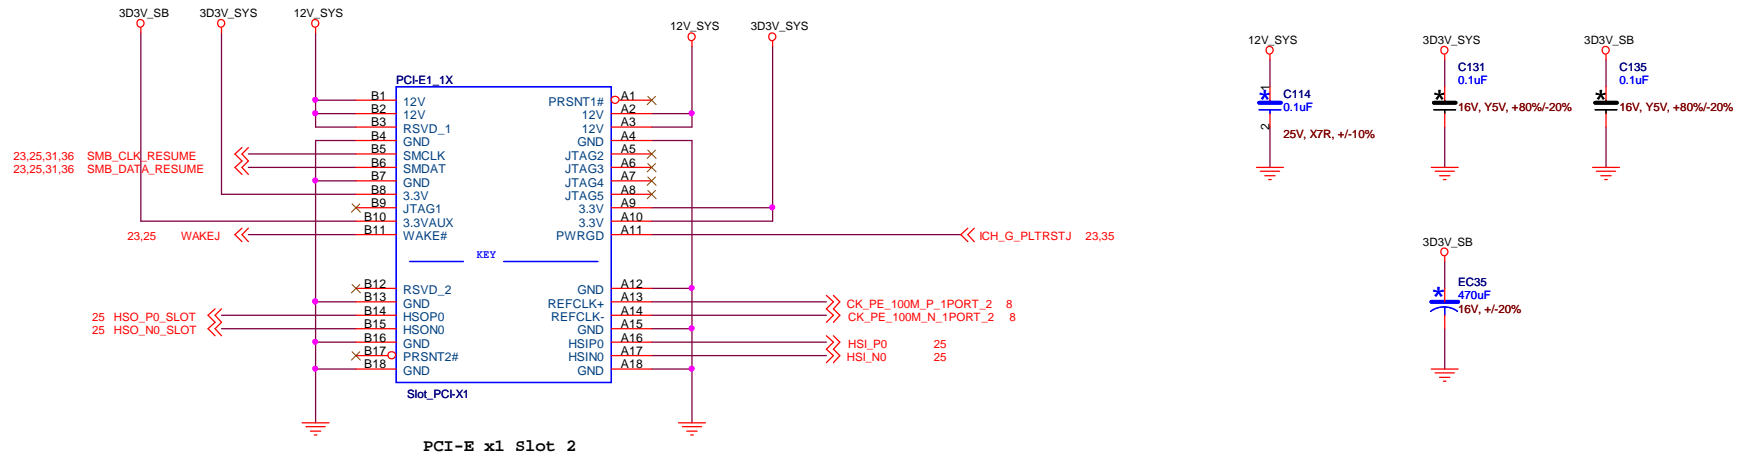 3D3V_SB 3D3V_SYS 12V_SYS
12V_SYS 3D3V_SYS
PCI-E1_1X
B1 12V PRSNT1# A1
B2 12V 12V A2
B3 RSVD_1 12V A3
B4 GND GND A4
23,25,31,36 SMB_CLK_RESUME B5 SMCLK JTAG2 A5
23,25,31,36 SMB_DATA_RESUME B6 SMDAT JTAG3 A6
B7 GND JTAG4 A7
B8 3.3V JTAG5 A8
B9 JTAG1 3.3V A9
B10 3.3VAUX 3.3V A10
23,25 WAKEJ B11 WAKE# PWRGD A11 ICH_G_PLTRSTJ 23,35
KEY
B12 RSVD_2 GND A12
B13 GND REFCLK+ A13 CK_PE_100M_P_1PORT_2 8
25 HSO_P0_SLOT B14 HSOP0 REFCLK- A14 CK_PE_100M_N_1PORT_2 8
25 HSO_N0_SLOT B15 HSON0 GND A15
B16 GND HSIP0 A16 HSI_P0 25
B17 PRSNT2# HSIN0 A17 HSI_N0 25
B18 GND GND A18
Slot_PCI-X1
PCI-E x1 Slot 2
12V_SYS
1
*
C114
0.1uF
2
25V, X7R, +/-10%
3D3V_SYS
C131
0.1uF
*
16V, Y5V, +80%/-20%
3D3V_SB
C135
0.1uF
*
16V, Y5V, +80%/-20%
3D3V_SB
EC35
*
470uF
16V, +/-20%